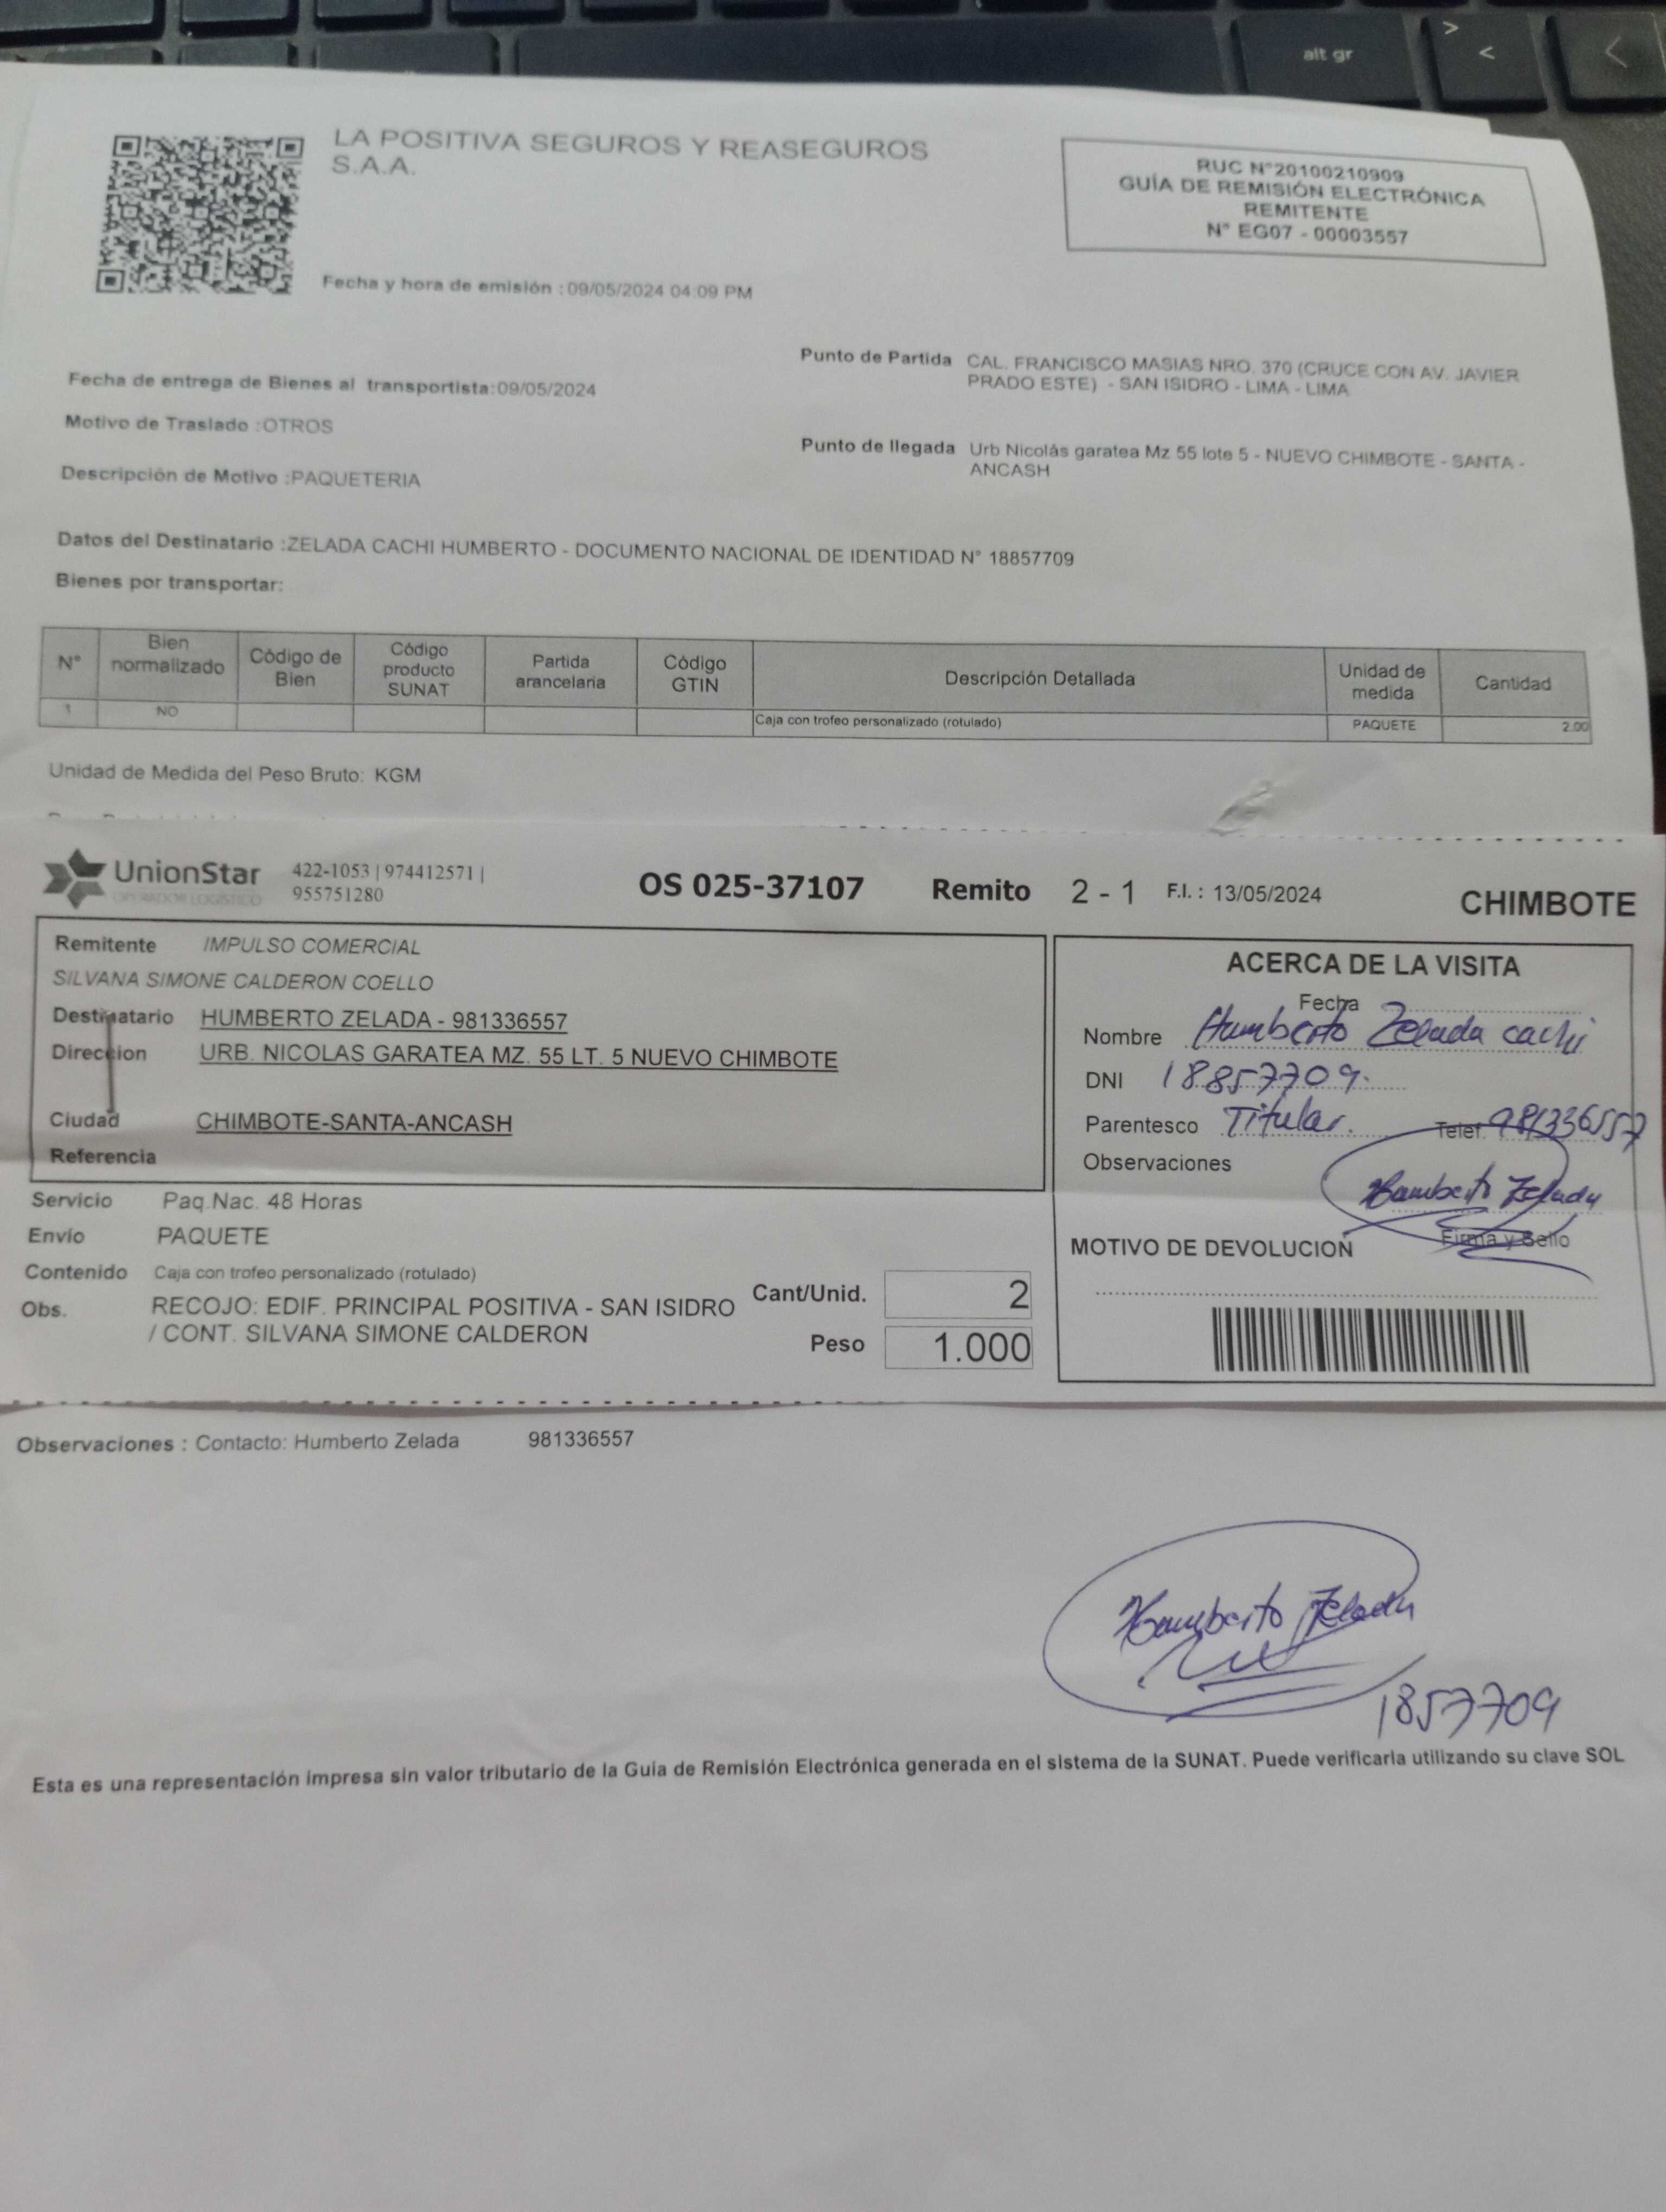 alt gr
>
<
<
LA POSITIVA SEGUROS Y REASEGUROS
S.A.A.
RUC N°20100210909
GUÍA DE REMISIÓN ELECTRÓNICA
REMITENTE
N° EG07 - 00003557
Fecha y hora de emisión : 09/05/2024 04:09 PM
Fecha de entrega de Bienes al transportista:09/05/2024
Motivo de Traslado :OTROS
Descripción de Motivo :PAQUETERIA
Punto de Partida CAL. FRANCISCO MASIAS NRO. 370 (CRUCE CON AV. JAVIER
PRADO ESTE) - SAN ISIDRO - LIMA - LIMA
Punto de llegada Urb Nicolás garatea Mz 55 lote 5 - NUEVO CHIMBOTE - SANTA -
ANCASH
Datos del Destinatario :ZELADA CACHI HUMBERTO - DOCUMENTO NACIONAL DE IDENTIDAD N° 18857709
Bienes por transportar:
N° Bien normalizado Código de Bien Código producto SUNAT Partida arancelaria Código GTIN Descripción Detallada Unidad de medida Cantidad
1 NO Caja con trofeo personalizado (rotulado) PAQUETE 2.00
Unidad de Medida del Peso Bruto: KGM
UnionStar
OPERADOR LOGISTICO
422-1053 | 974412571 |
955751280
OS 025-37107 Remito 2 - 1 F.I. : 13/05/2024 CHIMBOTE
Remitente IMPULSO COMERCIAL
SILVANA SIMONE CALDERON COELLO
Destinatario HUMBERTO ZELADA - 981336557
Direccion URB. NICOLAS GARATEA MZ. 55 LT. 5 NUEVO CHIMBOTE
Ciudad CHIMBOTE-SANTA-ANCASH
Referencia
Servicio Paq.Nac. 48 Horas
Envío PAQUETE
Contenido Caja con trofeo personalizado (rotulado)
Obs. RECOJO: EDIF. PRINCIPAL POSITIVA - SAN ISIDRO
/ CONT. SILVANA SIMONE CALDERON
Cant/Unid. 2
Peso 1.000
ACERCA DE LA VISITA
Fecha
Nombre Humberto Zelada cachi
DNI 18857709.
Parentesco Titular. Telef. 981336557
Observaciones
Humberto Zelada
Firma y Sello
MOTIVO DE DEVOLUCION
Observaciones : Contacto: Humberto Zelada 981336557
Humberto Zelada
1857709
Esta es una representación impresa sin valor tributario de la Guía de Remisión Electrónica generada en el sistema de la SUNAT. Puede verificarla utilizando su clave SOL